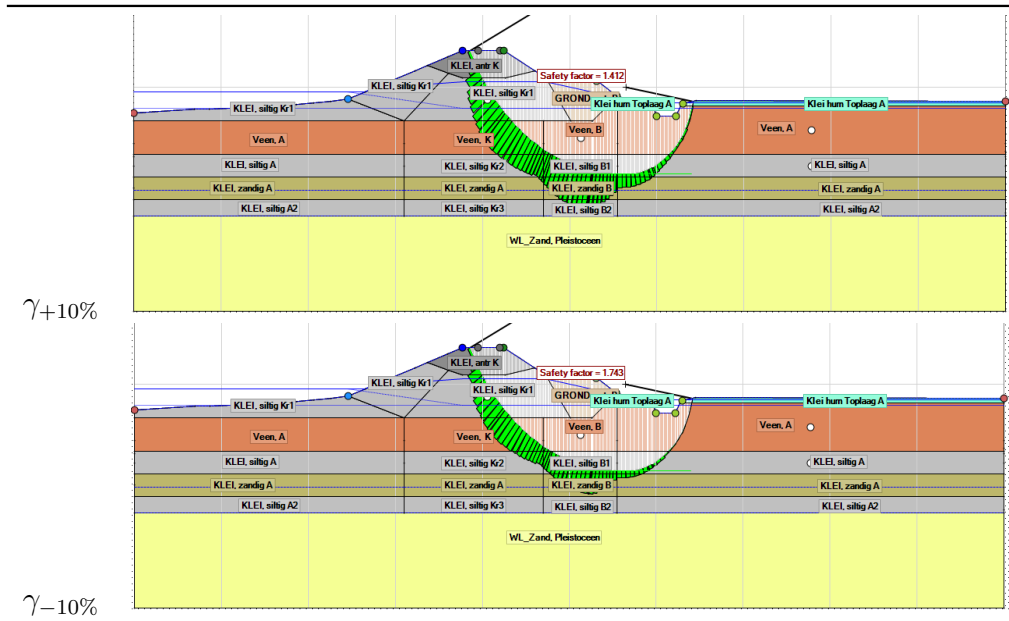 KLEI, antr K
Safety factor = 1.412
KLEI, siltig Kr1
KLEI, siltig Kr1
GROND
Klei hum Toplaag A
Klei hum Toplaag A
KLEI, siltig Kr1
Veen, A
Veen, K
Veen, B
Veen, A
KLEI, siltig A
KLEI, siltig Kr2
KLEI, siltig B1
KLEI, siltig A
KLEI, zandig A
KLEI, zandig A
KLEI, zandig B
KLEI, zandig A
KLEI, siltig A2
KLEI, siltig Kr3
KLEI, siltig B2
KLEI, siltig A2
WL_Zand, Pleistoceen
γ+10%
KLEI, antr K
Safety factor = 1.743
KLEI, siltig Kr1
KLEI, siltig Kr1
GROND
Klei hum Toplaag A
Klei hum Toplaag A
KLEI, siltig Kr1
Veen, A
Veen, K
Veen, B
Veen, A
KLEI, siltig A
KLEI, siltig Kr2
KLEI, siltig B1
KLEI, siltig A
KLEI, zandig A
KLEI, zandig A
KLEI, zandig B
KLEI, zandig A
KLEI, siltig A2
KLEI, siltig Kr3
KLEI, siltig B2
KLEI, siltig A2
WL_Zand, Pleistoceen
γ−10%